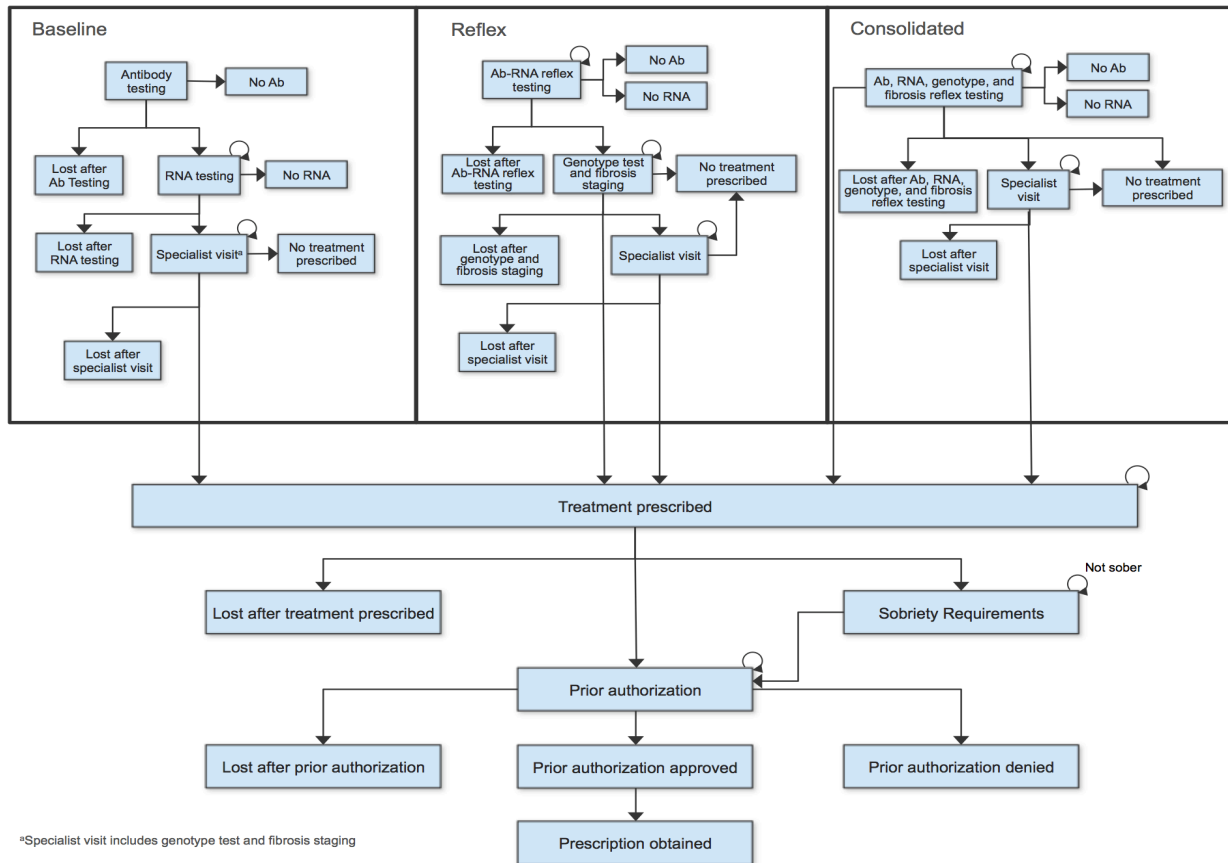 Baseline
Antibody
testing
No Ab
Lost after
Ab Testing
RNA testing
No RNA
Lost after
RNA testing
Specialist visitᵃ
No treatment
prescribed
Lost after
specialist visit
Reflex
Ab-RNA reflex
testing
No Ab
No RNA
Lost after
Ab-RNA reflex
testing
Genotype test
and fibrosis
staging
No treatment
prescribed
Lost after
genotype and
fibrosis staging
Specialist visit
Lost after
specialist visit
Consolidated
Ab, RNA, genotype, and
fibrosis reflex testing
No Ab
No RNA
Lost after Ab, RNA,
genotype, and fibrosis
reflex testing
Specialist
visit
No treatment
prescribed
Lost after
specialist visit
Treatment prescribed
Lost after treatment prescribed
Not sober
Sobriety Requirements
Prior authorization
Lost after prior authorization
Prior authorization approved
Prior authorization denied
Prescription obtained
ᵃSpecialist visit includes genotype test and fibrosis staging